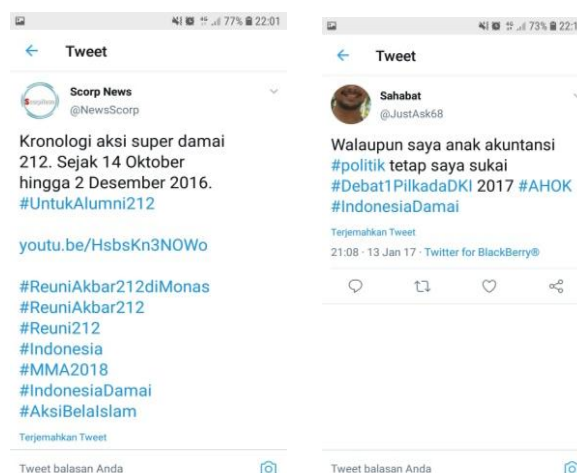 77% 22:01
Tweet
Scorp News
@NewsScorp
Kronologi aksi super damai
212. Sejak 14 Oktober
hingga 2 Desember 2016.
#UntukAlumni212
youtu.be/HsbsKn3NOWo
#ReuniAkbar212diMonas
#ReuniAkbar212
#Reuni212
#Indonesia
#MMA2018
#IndonesiaDamai
#AksiBelaIslam
Terjemahkan Tweet
Tweet balasan Anda
73% 22:1
Tweet
Sahabat
@JustAsk68
Walaupun saya anak akuntansi
#politik tetap saya sukai
#Debat1PilkadaDKI 2017 #AHOK
#IndonesiaDamai
Terjemahkan Tweet
21:08 · 13 Jan 17 · Twitter for BlackBerry®
Tweet balasan Anda